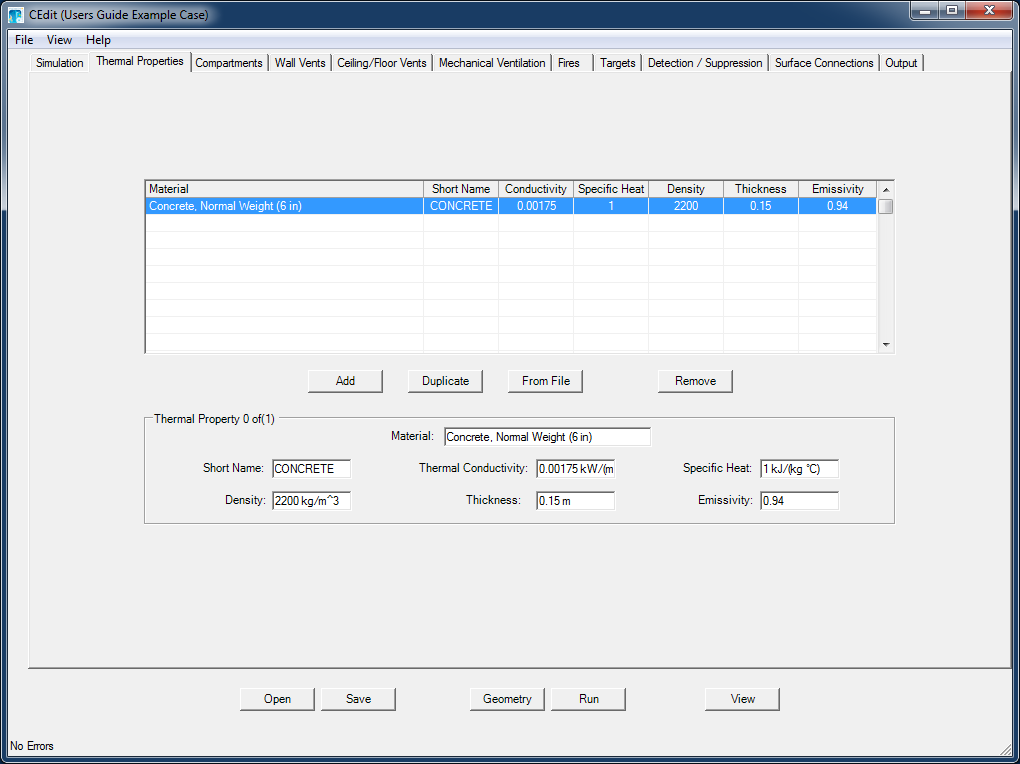 CEdit (Users Guide Example Case)
File View Help
Simulation Thermal Properties Compartments Wall Vents Ceiling/Floor Vents Mechanical Ventilation Fires Targets Detection / Suppression Surface Connections Output
Material Short Name Conductivity Specific Heat Density Thickness Emissivity
Concrete, Normal Weight (6 in) CONCRETE 0.00175 1 2200 0.15 0.94
Add Duplicate From File Remove
Thermal Property 0 of(1)
Material: Concrete, Normal Weight (6 in)
Short Name: CONCRETE Thermal Conductivity: 0.00175 kW/(m Specific Heat: 1 kJ/(kg °C)
Density: 2200 kg/m^3 Thickness: 0.15 m Emissivity: 0.94
Open Save Geometry Run View
No Errors